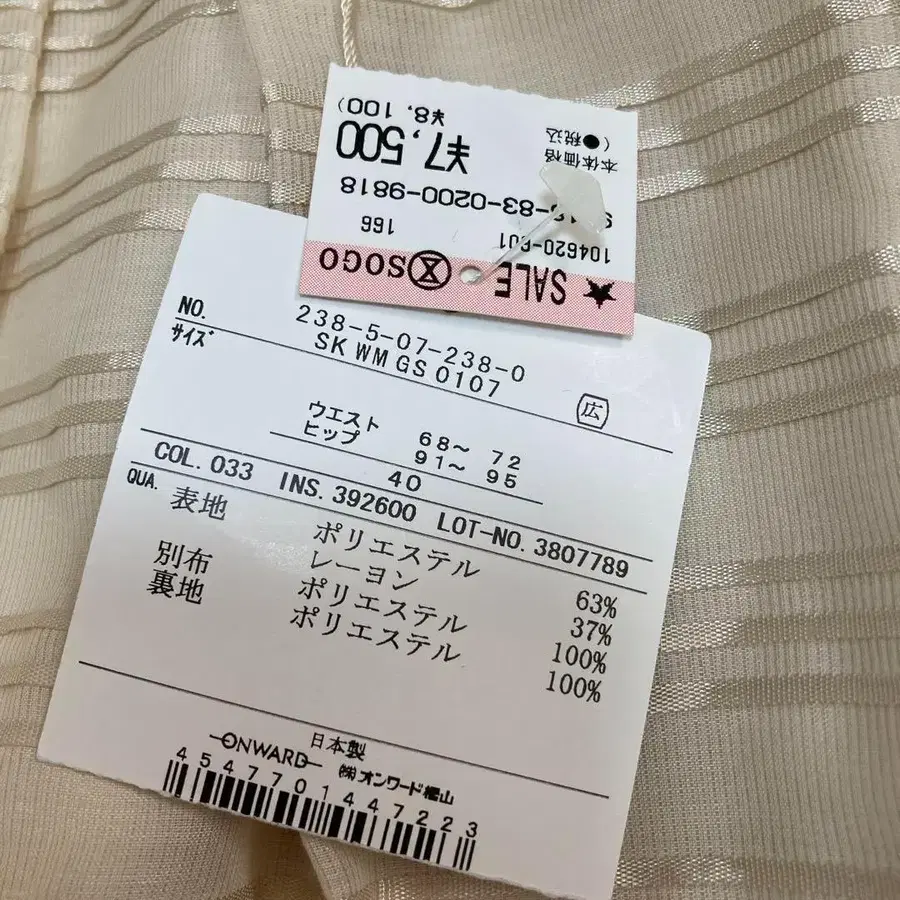 ★ SALE SOGO
104620-601 166
83-0200-9818
本体価格 ¥7,500
(●税込 ¥8,100)
NO. 238-5-07-238-0
サイズ SK WM GS 0107
広
ウエスト 68〜 72
ヒップ 91〜 95
40
COL. 033 INS. 392600 LOT-NO. 3807789
QUA. 表地 ポリエステル 63%
レーヨン 37%
別布 ポリエステル 100%
裏地 ポリエステル 100%
日本製
ONWARD ㈱オンワード樫山
4547701447223